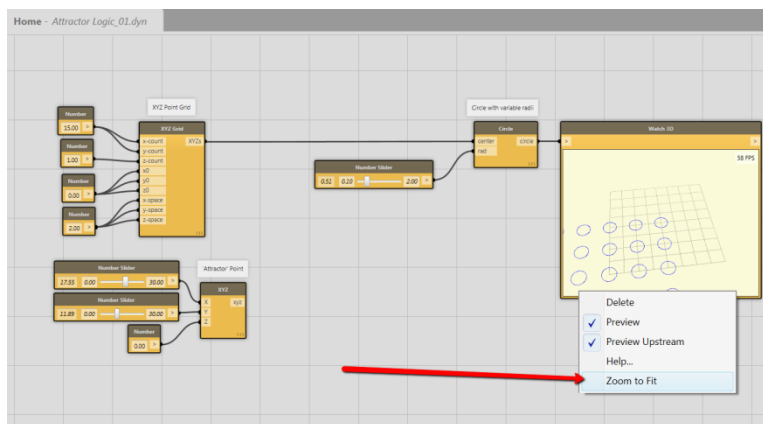 Home - Attractor Logic_01.dyn
XYZ Point Grid
Circle with variable radii
Number
15.00 >
Number
1.00 >
Number
0.00 >
Number
2.00 >
XYZ Grid
x-count XYZs
y-count
z-count
x0
y0
z0
x-space
y-space
z-space
Number Slider
0.51 0.20 2.00 >
Circle
center circle
rad
Watch 3D
> >
58 FPS
Number Slider
17.55 0.00 30.00 >
Number Slider
11.89 0.00 30.00 >
Number
0.00 >
Attractor' Point
XYZ
X xyz
Y
Z
Delete
Preview
Preview Upstream
Help...
Zoom to Fit